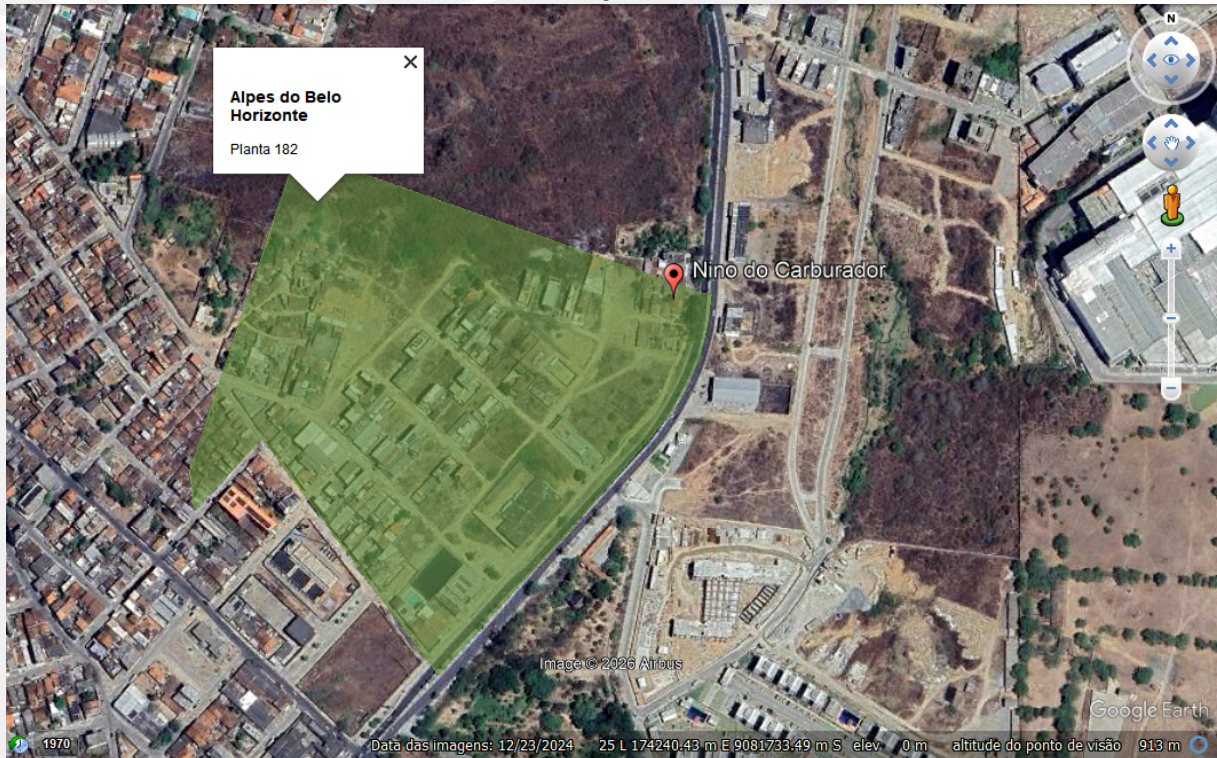 N
Alpes do Belo
Horizonte
Planta 182
Nino do Carburador
Image © 2026 Airbus
Google Earth
1970
Data das imagens: 12/23/2024 25 L 174240.43 m E 9081733.49 m S elev 0 m altitude do ponto de visão 913 m